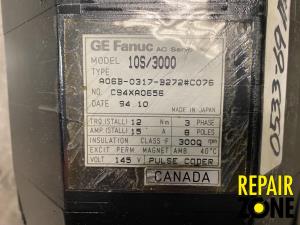 GE Fanuc AC Servo
MODEL 10S/3000
TYPE
A06B-0317-B272#C076
NO. C94XA0656
DATE 94.10
MADE IN JAPAN
TRQ.(STALL) 12 Nm 3 PHASE
AMP.(STALL) 15 A 8 POLES
INSULATION CLASS F 300Ω
EXCIT. PERM. MAGNET AMB. 40°C
VOLT 145 V PULSE CODER
CANADA
REPAIR
ZONE